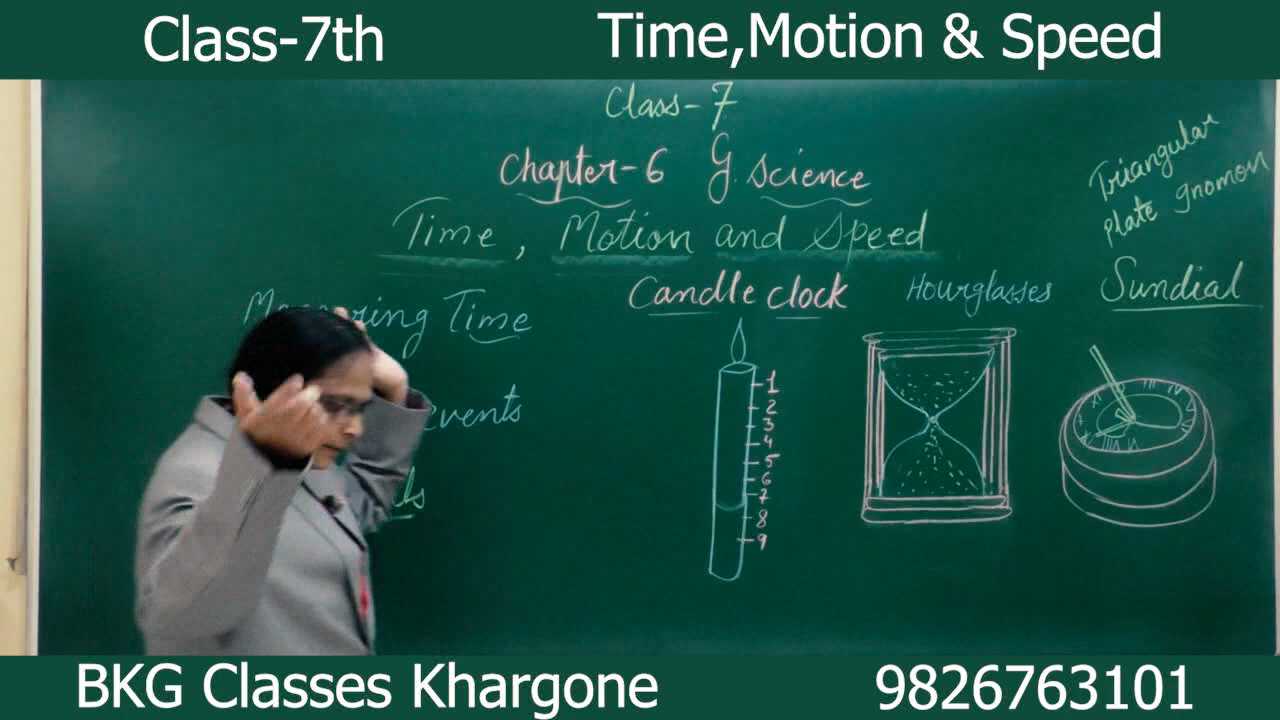 Class-7th
Time,Motion & Speed
Class-7
Chapter-6 G. science
Time, Motion and Speed
Triangular
plate gnomon
Time
Candle clock
Hourglasses
Sundial
events
1
2
3
4
5
6
7
8
9
BKG Classes Khargone
9826763101